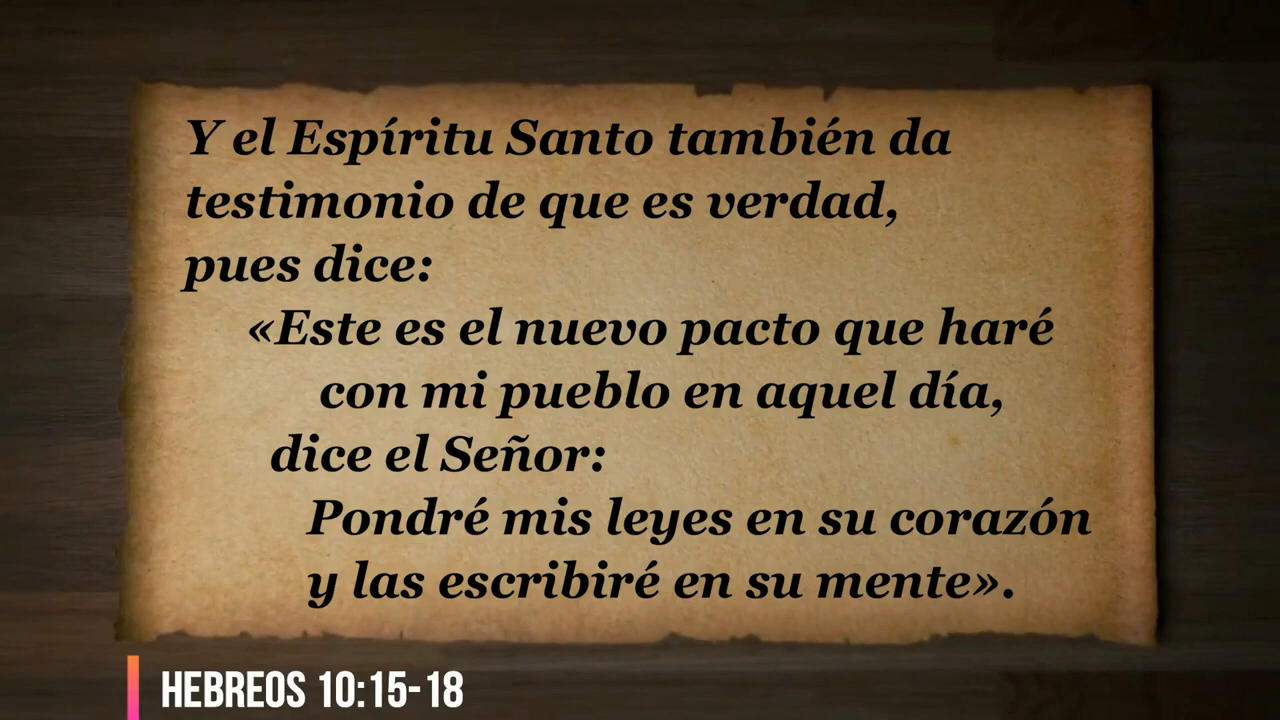 Y el Espíritu Santo también da
testimonio de que es verdad,
pues dice:
«Este es el nuevo pacto que haré
con mi pueblo en aquel día,
dice el Señor:
Pondré mis leyes en su corazón
y las escribiré en su mente».
HEBREOS 10:15-18